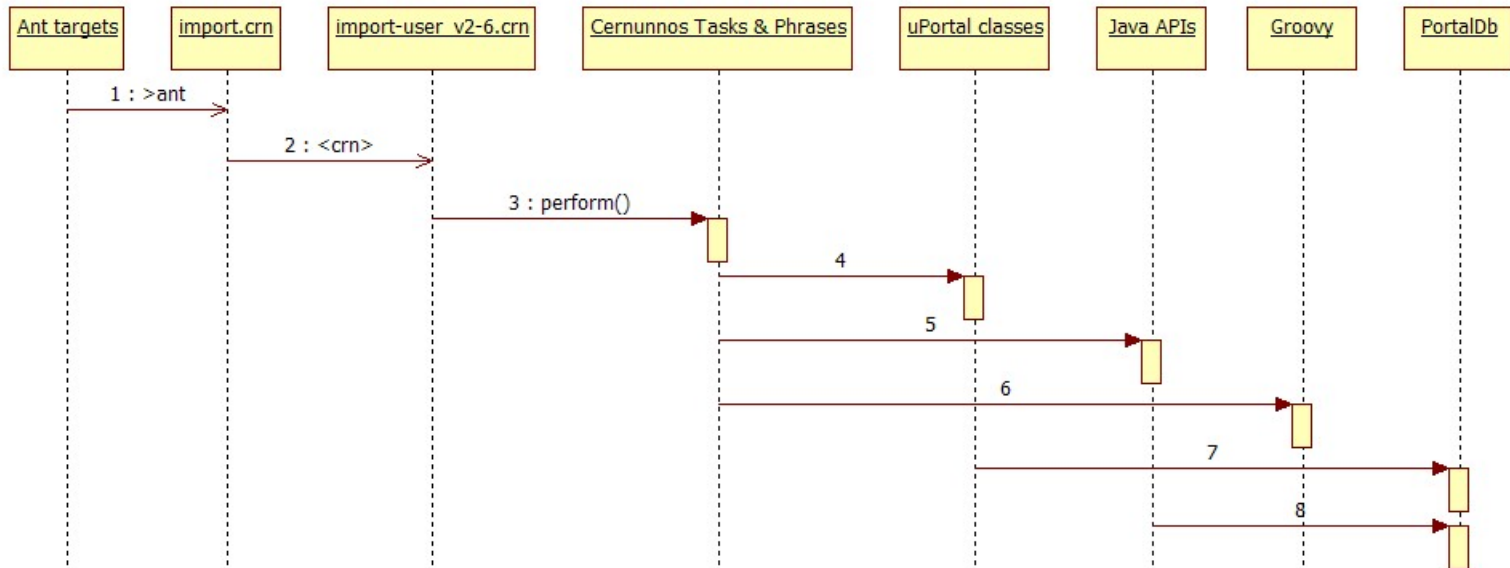 Ant targets
import.crn
import-user_v2-6.crn
Cernunnos Tasks & Phrases
uPortal classes
Java APIs
Groovy
PortalDb
1 : >ant
2 : <crn>
3 : perform()
4
5
6
7
8